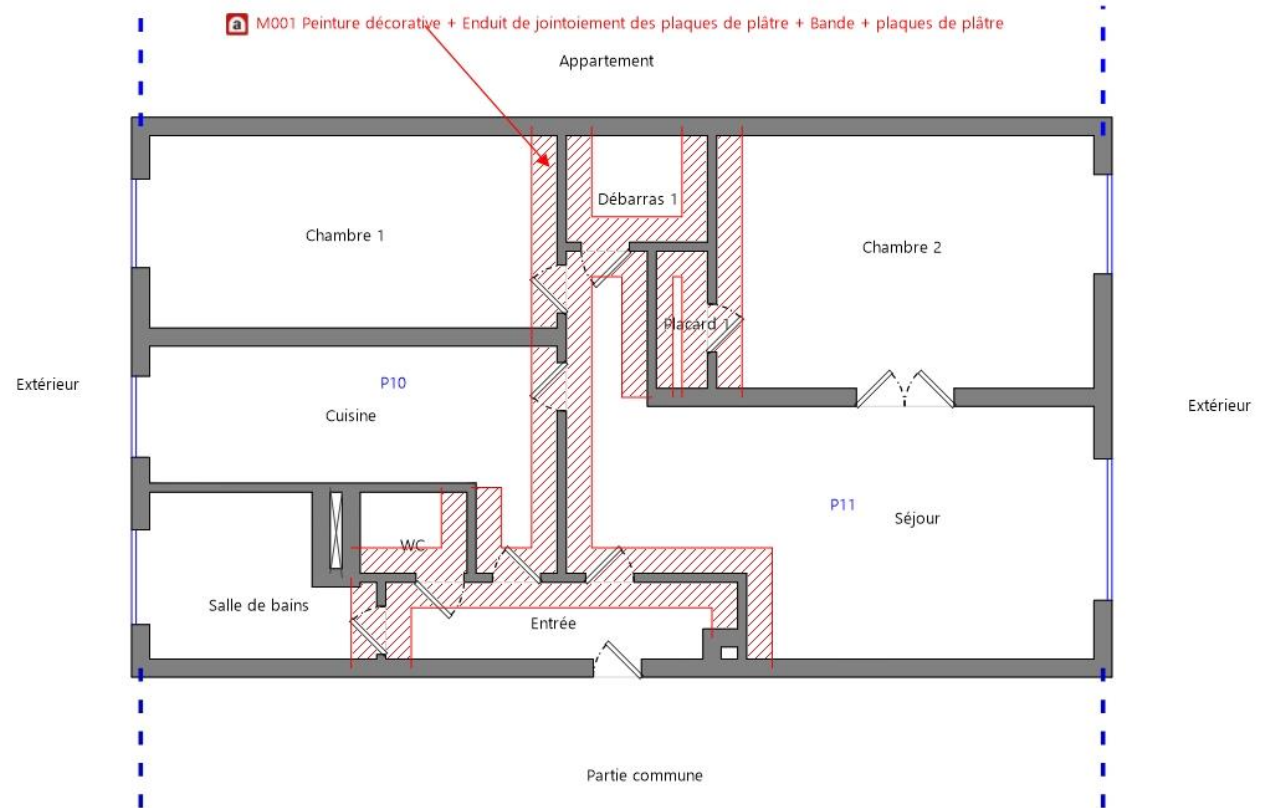 a M001 Peinture décorative + Enduit de jointoiement des plaques de plâtre + Bande + plaques de plâtre
Appartement
Débarras 1
Chambre 1
Chambre 2
Placard 1
Extérieur
P10
Extérieur
Cuisine
P11
Séjour
WC
Salle de bains
Entrée
Partie commune